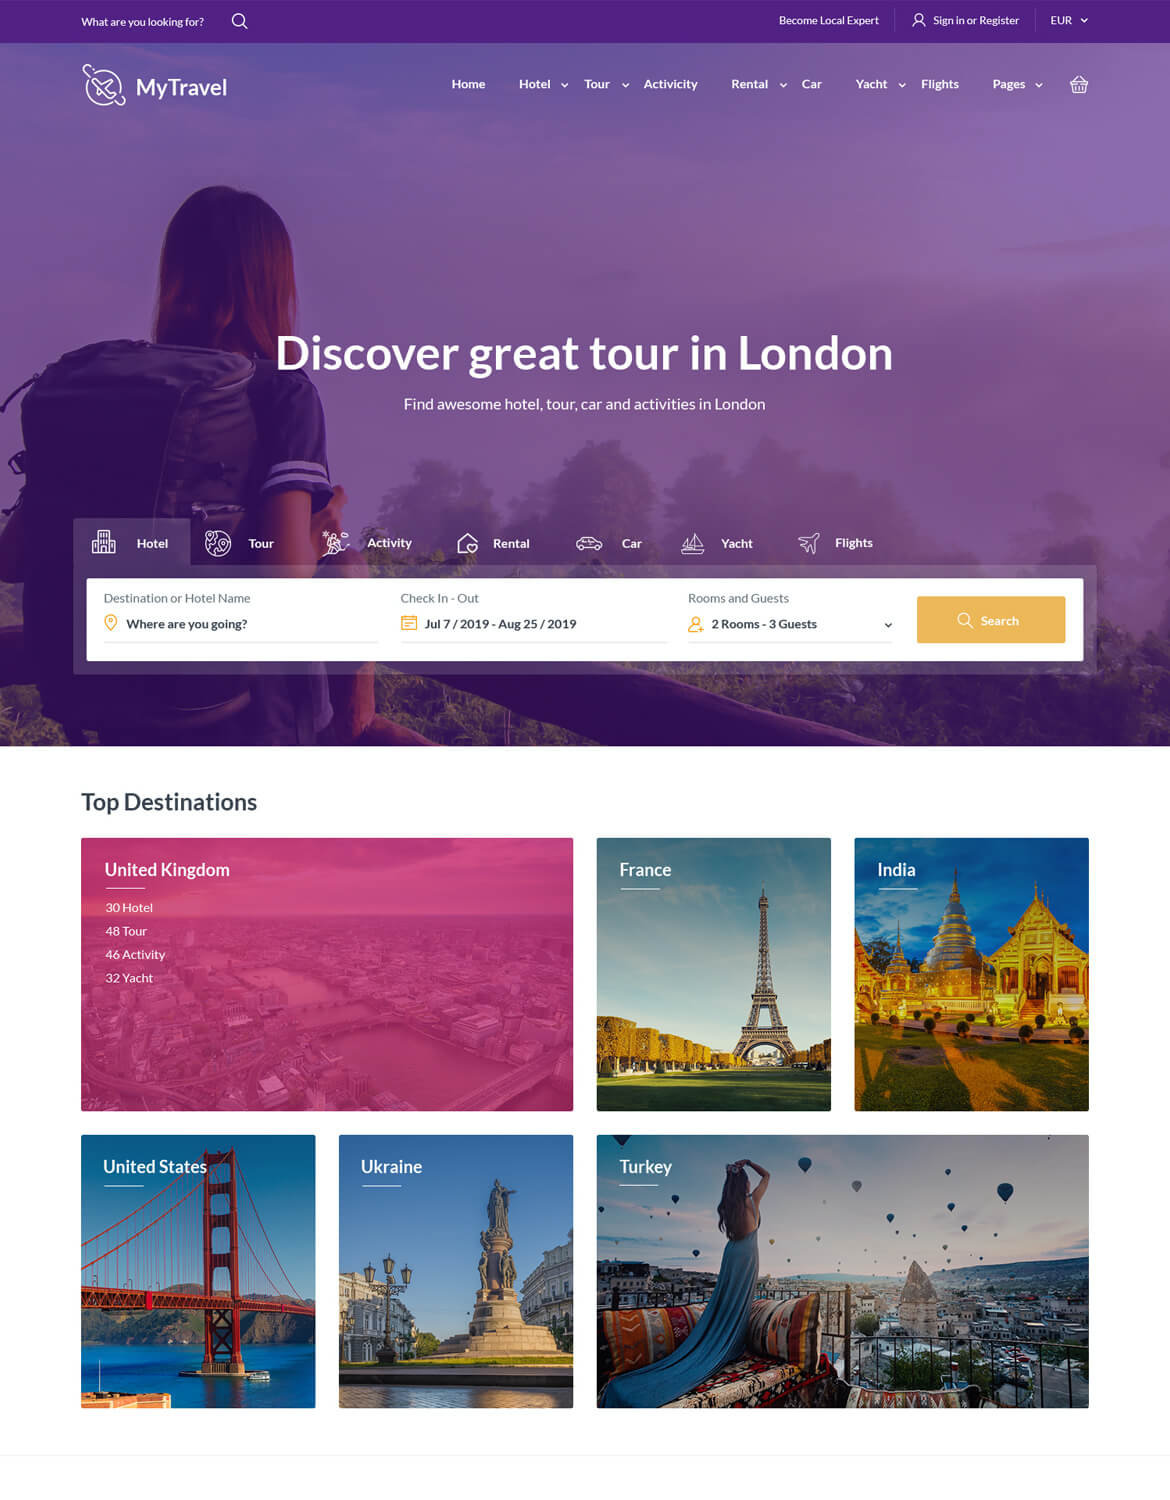 What are you looking for?
Become Local Expert
Sign in or Register
EUR
MyTravel
Home
Hotel
Tour
Activicity
Rental
Car
Yacht
Flights
Pages
Discover great tour in London
Find awesome hotel, tour, car and activities in London
Hotel
Tour
Activity
Rental
Car
Yacht
Flights
Destination or Hotel Name
Where are you going?
Check In - Out
Jul 7 / 2019 - Aug 25 / 2019
Rooms and Guests
2 Rooms - 3 Guests
Search
Top Destinations
United Kingdom
30 Hotel
48 Tour
46 Activity
32 Yacht
France
India
United States
Ukraine
Turkey